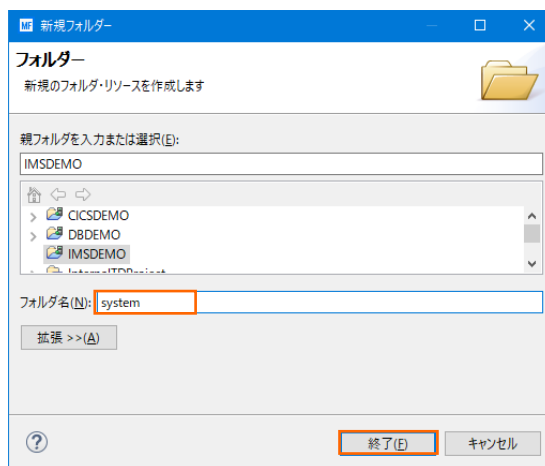 MF 新規フォルダー
フォルダー
新規のフォルダ・リソースを作成します
親フォルダを入力または選択(E):
IMSDEMO
CICSDEMO
DBDEMO
IMSDEMO
フォルダ名(N): system
拡張 >>(A)
? 終了(F) キャンセル